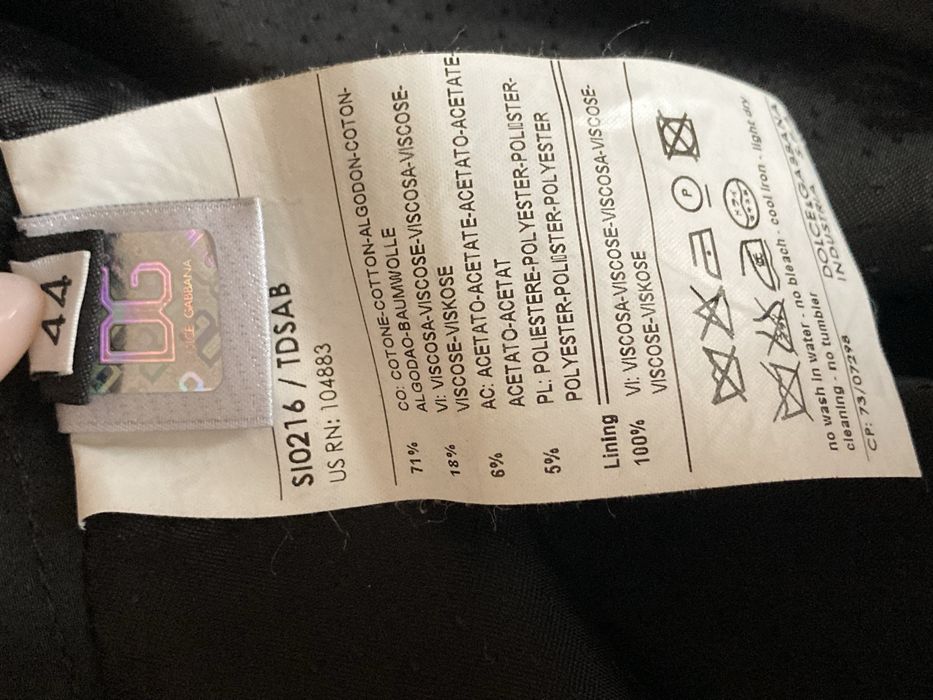 44
DG
DOLCE GABBANA
SI0216 / TDSAB
US RN: 104883
71% CO: COTONE-COTTON-ALGODON-COTON-
ALGODAO-BAUMWOLLE
18% VI: VISCOSA-VISCOSE-VISCOSA-VISCOSE-
VISCOSE-VISKOSE
6% AC: ACETATO-ACETATE-ACETATO-ACETATE-
ACETATO-ACETAT
5% PL: POLIESTERE-POLYESTER-POLIESTER-
POLYESTER-POLIESTER-POLYESTER
Lining
100% VI: VISCOSA-VISCOSE-VISCOSA-VISCOSE-
VISCOSE-VISKOSE
P
no wash in water - no bleach - cool iron - light dry
cleaning - no tumbler
DOLCE&GABBANA
INDUSTRIA
CP: 73/07298